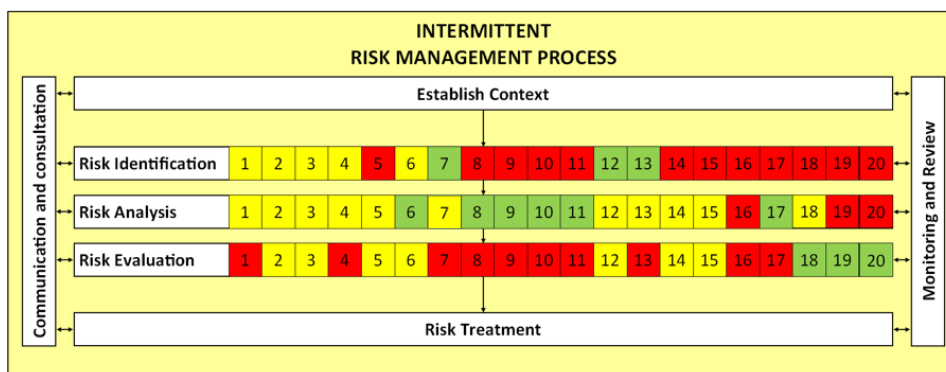 INTERMITTENT
RISK MANAGEMENT PROCESS
Communication and consultation
Establish Context
Risk Identification 1 2 3 4 5 6 7 8 9 10 11 12 13 14 15 16 17 18 19 20
Risk Analysis 1 2 3 4 5 6 7 8 9 10 11 12 13 14 15 16 17 18 19 20
Risk Evaluation 1 2 3 4 5 6 7 8 9 10 11 12 13 14 15 16 17 18 19 20
Risk Treatment
Monitoring and Review